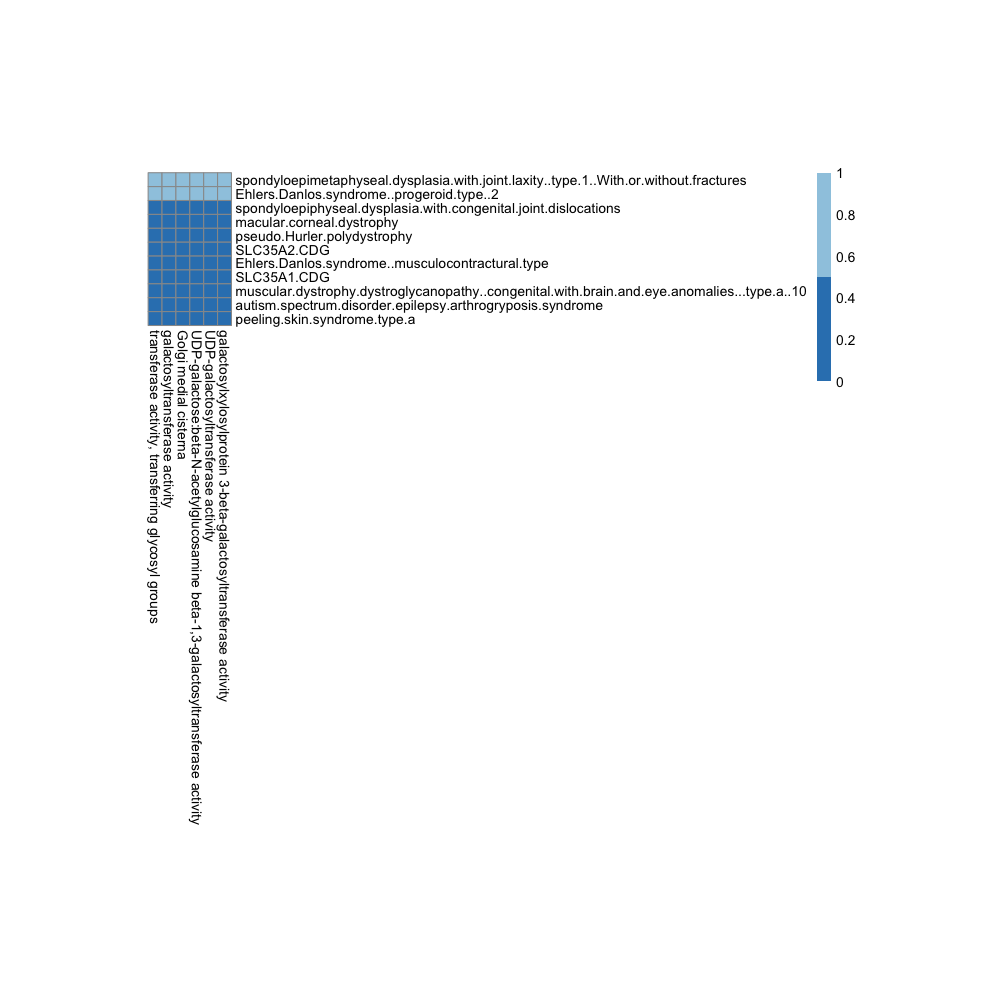 spondyloepimetaphyseal.dysplasia.with.joint.laxity..type.1..With.or.without.fractures
Ehlers.Danlos.syndrome..progeroid.type..2
spondyloepiphyseal.dysplasia.with.congenital.joint.dislocations
macular.corneal.dystrophy
pseudo.Hurler.polydystrophy
SLC35A2.CDG
Ehlers.Danlos.syndrome..musculocontractural.type
SLC35A1.CDG
muscular.dystrophy.dystroglycanopathy..congenital.with.brain.and.eye.anomalies...type.a..10
autism.spectrum.disorder.epilepsy.arthrogryposis.syndrome
peeling.skin.syndrome.type.a
1
0.8
0.6
0.4
0.2
0
transferase activity, transferring glycosyl groups
galactosyltransferase activity
Golgi medial cisterna
UDP-galactose:beta-N-acetylglucosamine beta-1,3-galactosyltransferase activity
UDP-galactosyltransferase activity
galactosylxylosylprotein 3-beta-galactosyltransferase activity